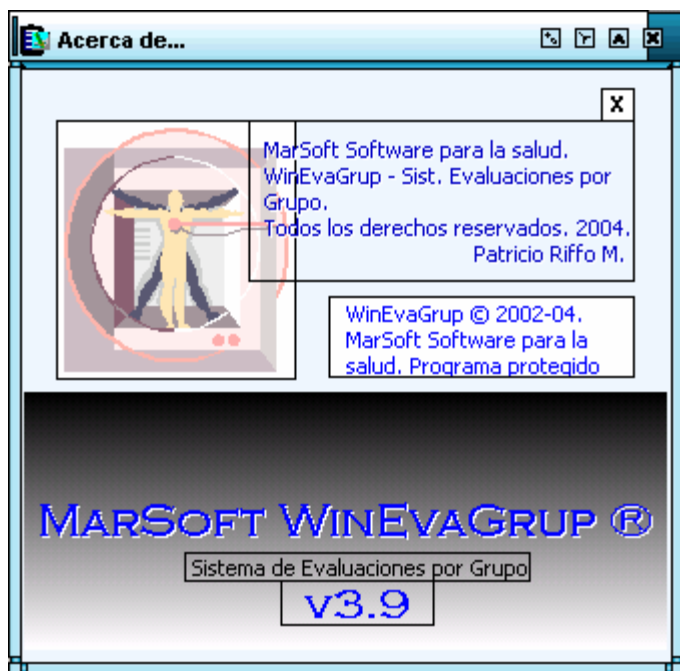 Acerca de...
X
MarSoft Software para la salud.
WinEvaGrup - Sist. Evaluaciones por
Grupo.
Todos los derechos reservados. 2004.
Patricio Riffo M.
WinEvaGrup © 2002-04.
MarSoft Software para la
salud. Programa protegido
MARSOFT WINEVAGRUP ®
Sistema de Evaluaciones por Grupo
v3.9